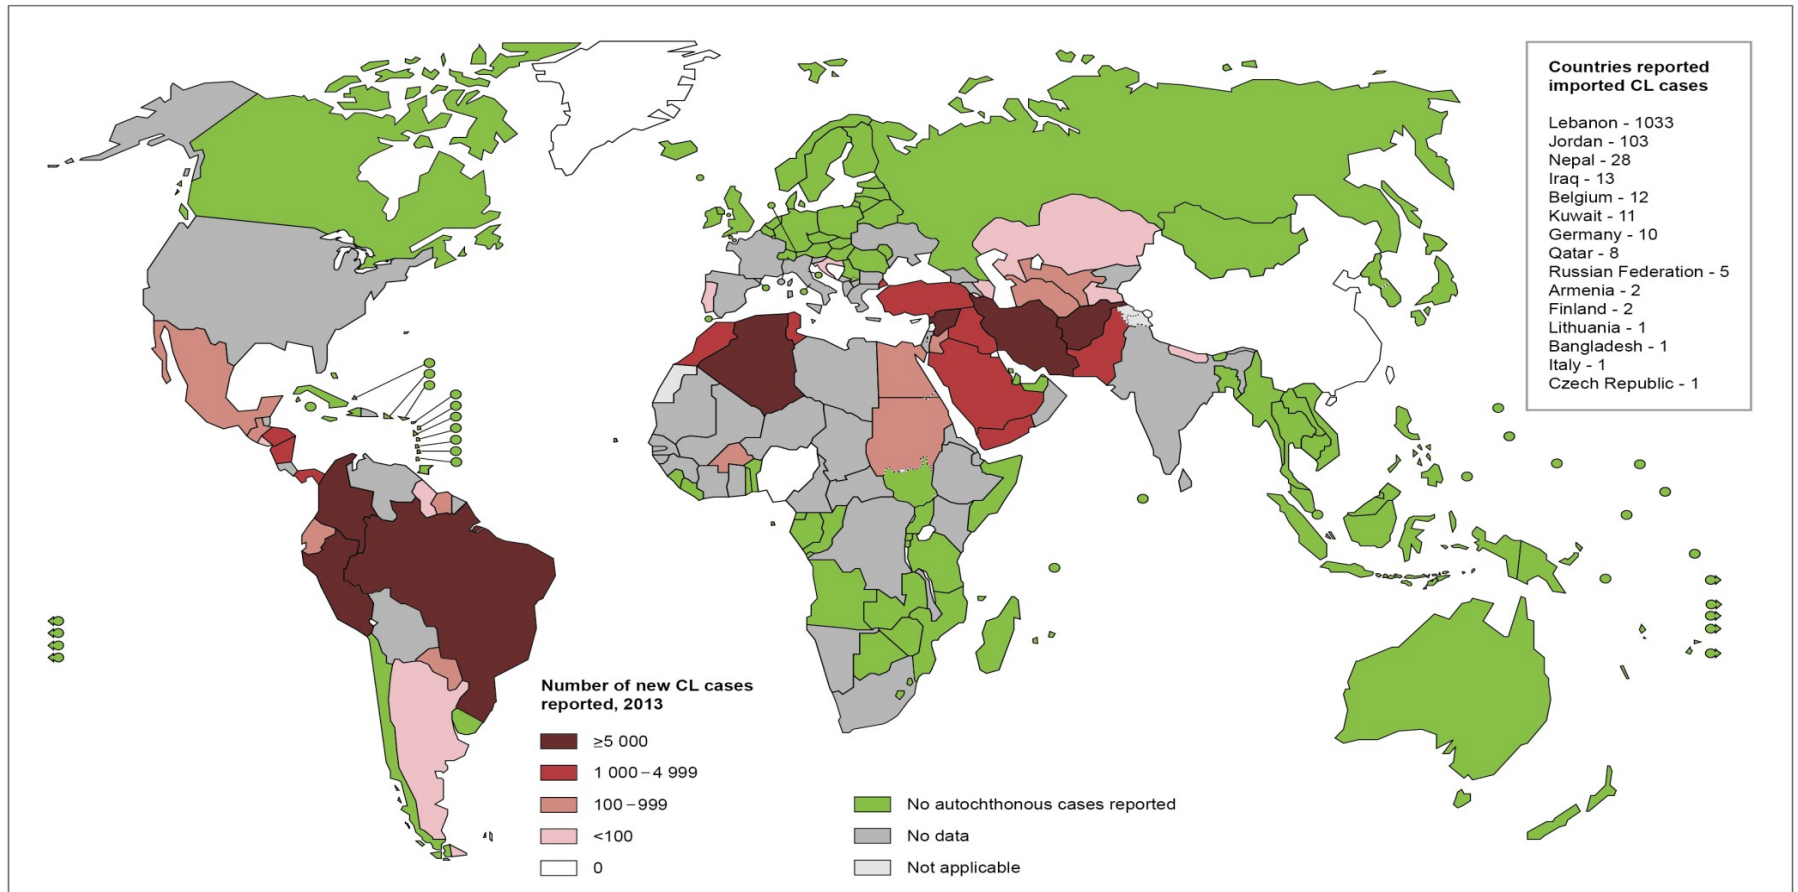 Countries reported
imported CL cases
Lebanon - 1033
Jordan - 103
Nepal - 28
Iraq - 13
Belgium - 12
Kuwait - 11
Germany - 10
Qatar - 8
Russian Federation - 5
Armenia - 2
Finland - 2
Lithuania - 1
Bangladesh - 1
Italy - 1
Czech Republic - 1
Number of new CL cases
reported, 2013
≥5 000
1 000 – 4 999
100 – 999
<100
0
No autochthonous cases reported
No data
Not applicable